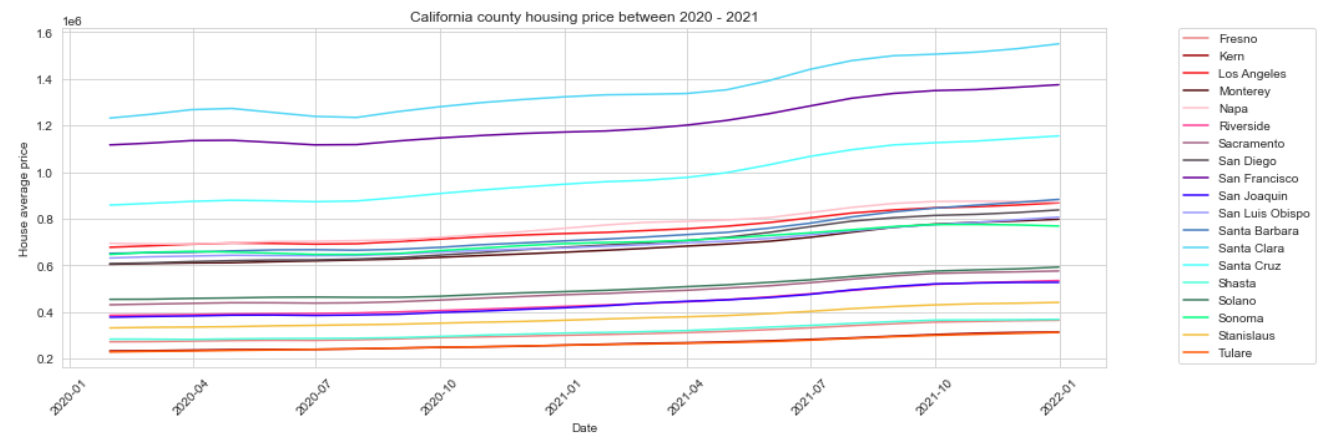 California county housing price between 2020 - 2021
1e6
1.6
1.4
1.2
1.0
0.8
0.6
0.4
0.2
House average price
2020-01
2020-04
2020-07
2020-10
2021-01
2021-04
2021-07
2021-10
2022-01
Date
Fresno
Kern
Los Angeles
Monterey
Napa
Riverside
Sacramento
San Diego
San Francisco
San Joaquin
San Luis Obispo
Santa Barbara
Santa Clara
Santa Cruz
Shasta
Solano
Sonoma
Stanislaus
Tulare